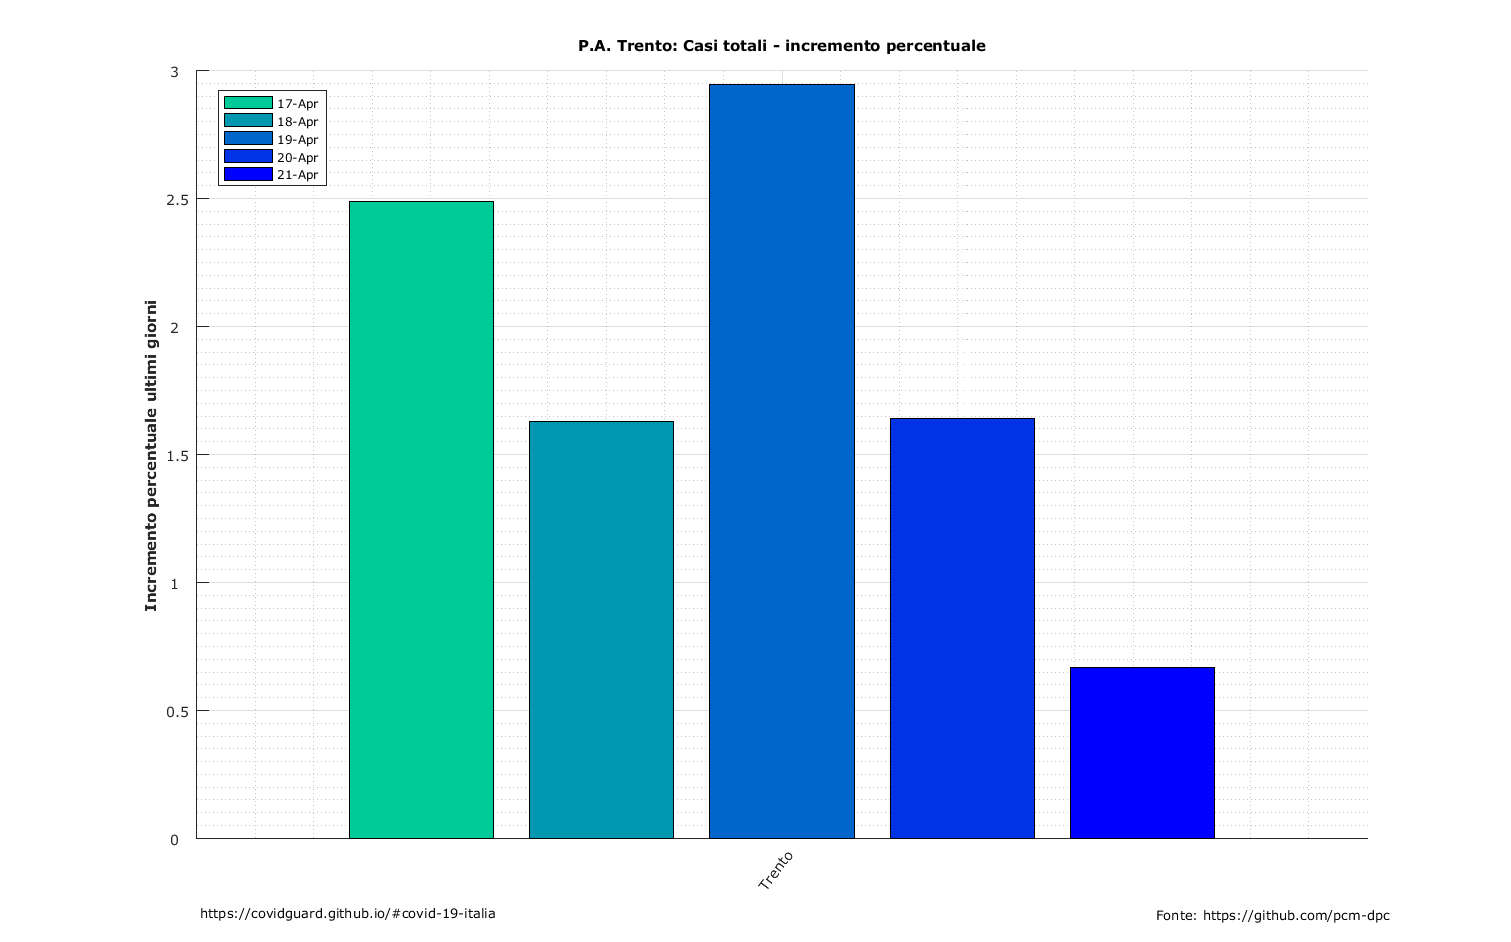 P.A. Trento: Casi totali - incremento percentuale
3
2.5
2
1.5
1
0.5
0
Incremento percentuale ultimi giorni
17-Apr
18-Apr
19-Apr
20-Apr
21-Apr
Trento
https://covidguard.github.io/#covid-19-italia
Fonte: https://github.com/pcm-dpc